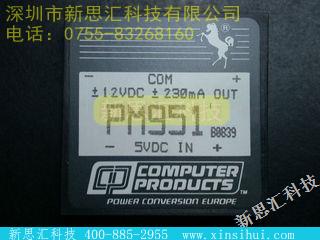 深圳市新思汇科技有限公司
电话：0755-83268160
- COM +
±12VDC ±230mA OUT
PM951
B0839
- 5VDC IN +
COMPUTER PRODUCTS™
POWER CONVERSION EUROPE
新思汇科技
新思汇科技 400-885-2955 www.xinsihui.com